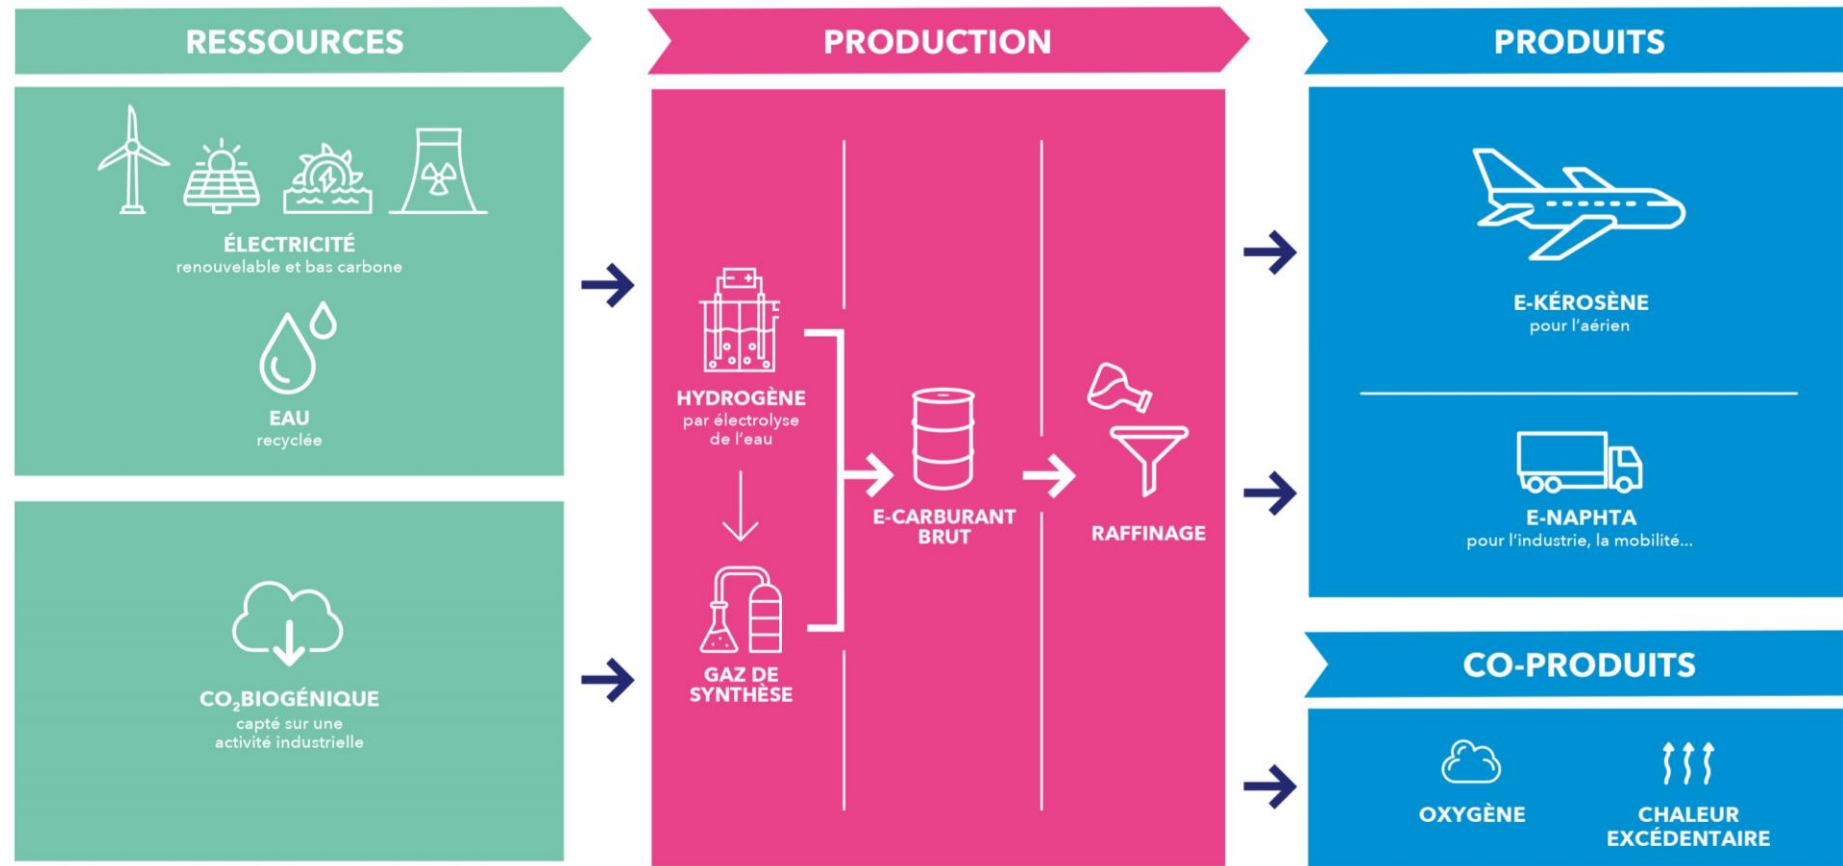 RESSOURCES
ÉLECTRICITÉ
renouvelable et bas carbone
EAU
recyclée
CO₂BIOGÉNIQUE
capté sur une
activité industrielle
PRODUCTION
HYDROGÈNE
par électrolyse
de l'eau
GAZ DE
SYNTHÈSE
E-CARBURANT
BRUT
RAFFINAGE
PRODUITS
E-KÉROSÈNE
pour l'aérien
E-NAPHTA
pour l'industrie, la mobilité...
CO-PRODUITS
OXYGÈNE
CHALEUR
EXCÉDENTAIRE